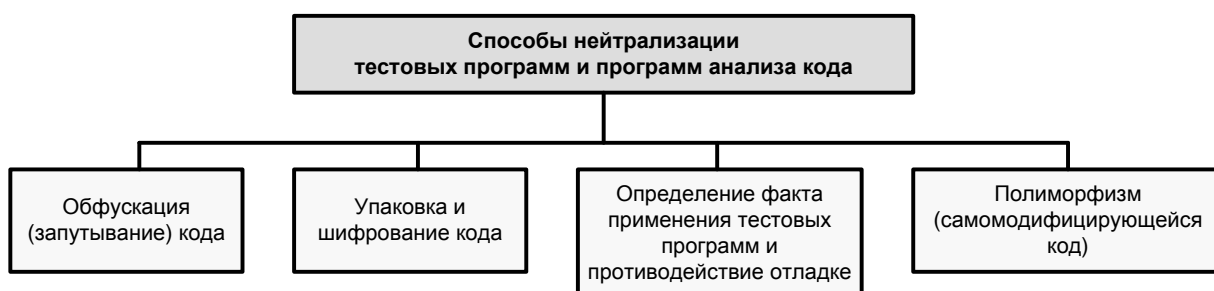 Способы нейтрализации
тестовых программ и программ анализа кода
Обфускация
(запутывание) кода
Упаковка и
шифрование кода
Определение факта
применения тестовых
программ и
противодействие отладке
Полиморфизм
(самомодифицирующейся
код)